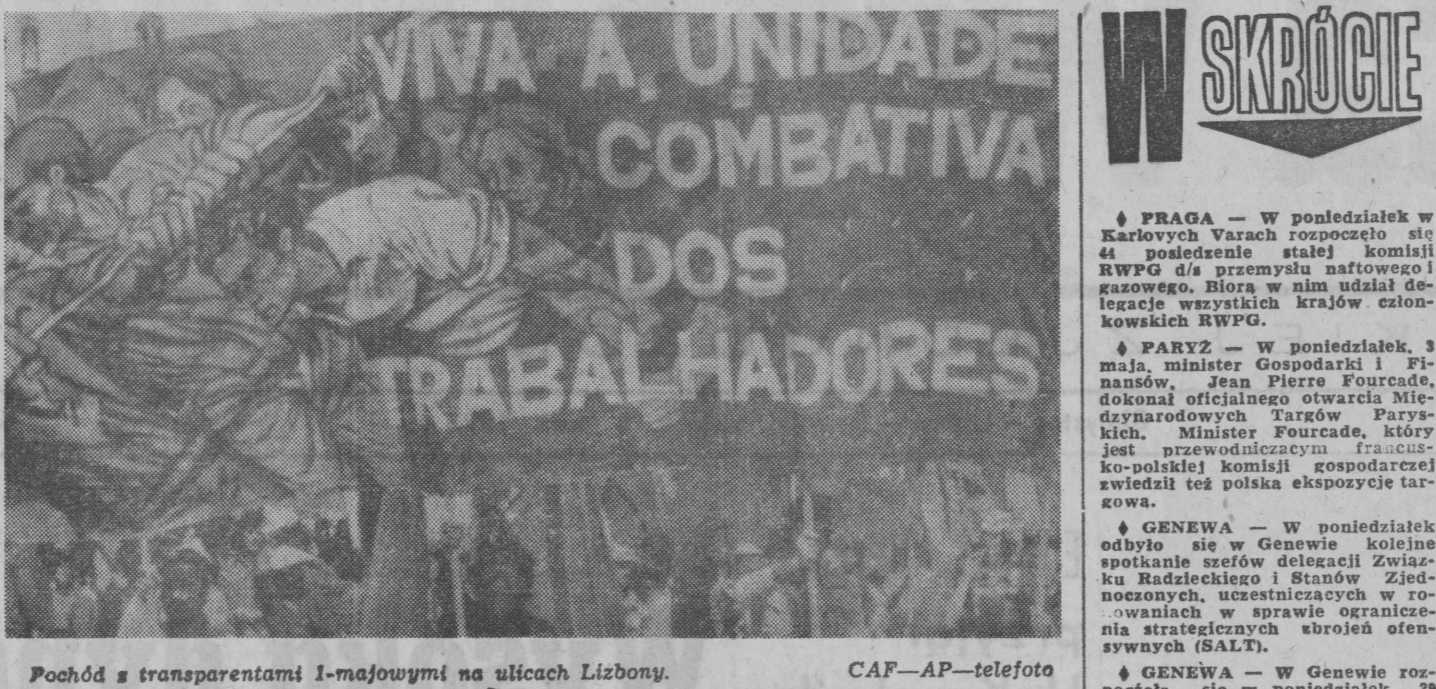 VIVA A UNIDADE
COMBATIVA
DOS
TRABALHADORES
Pochód z transparentami 1-majowymi na ulicach Lizbony.
CAF—AP—telefoto
W SKRÓCIE
♦ PRAGA — W poniedziałek w
Karlovych Varach rozpoczęło się
44 posiedzenie stałej komisji
RWPG d/s przemysłu naftowego i
gazowego. Biorą w nim udział de-
legacje wszystkich krajów człon-
kowskich RWPG.
♦ PARYŻ — W poniedziałek, 3
maja, minister Gospodarki i Fi-
nansów, Jean Pierre Fourcade,
dokonał oficjalnego otwarcia Mię-
dzynarodowych Targów Parys-
kich. Minister Fourcade, który
jest przewodniczącym francus-
ko-polskiej komisji gospodarczej
zwiedził też polską ekspozycję tar-
gową.
♦ GENEWA — W poniedziałek
odbyło się w Genewie kolejne
spotkanie szefów delegacji Związ-
ku Radzieckiego i Stanów Zjed-
noczonych, uczestniczących w ro-
owaniach w sprawie ogranicze-
nia strategicznych zbrojeń ofen-
sywnych (SALT).
♦ GENEWA — W Genewie roz-
się w poniedziałek 29